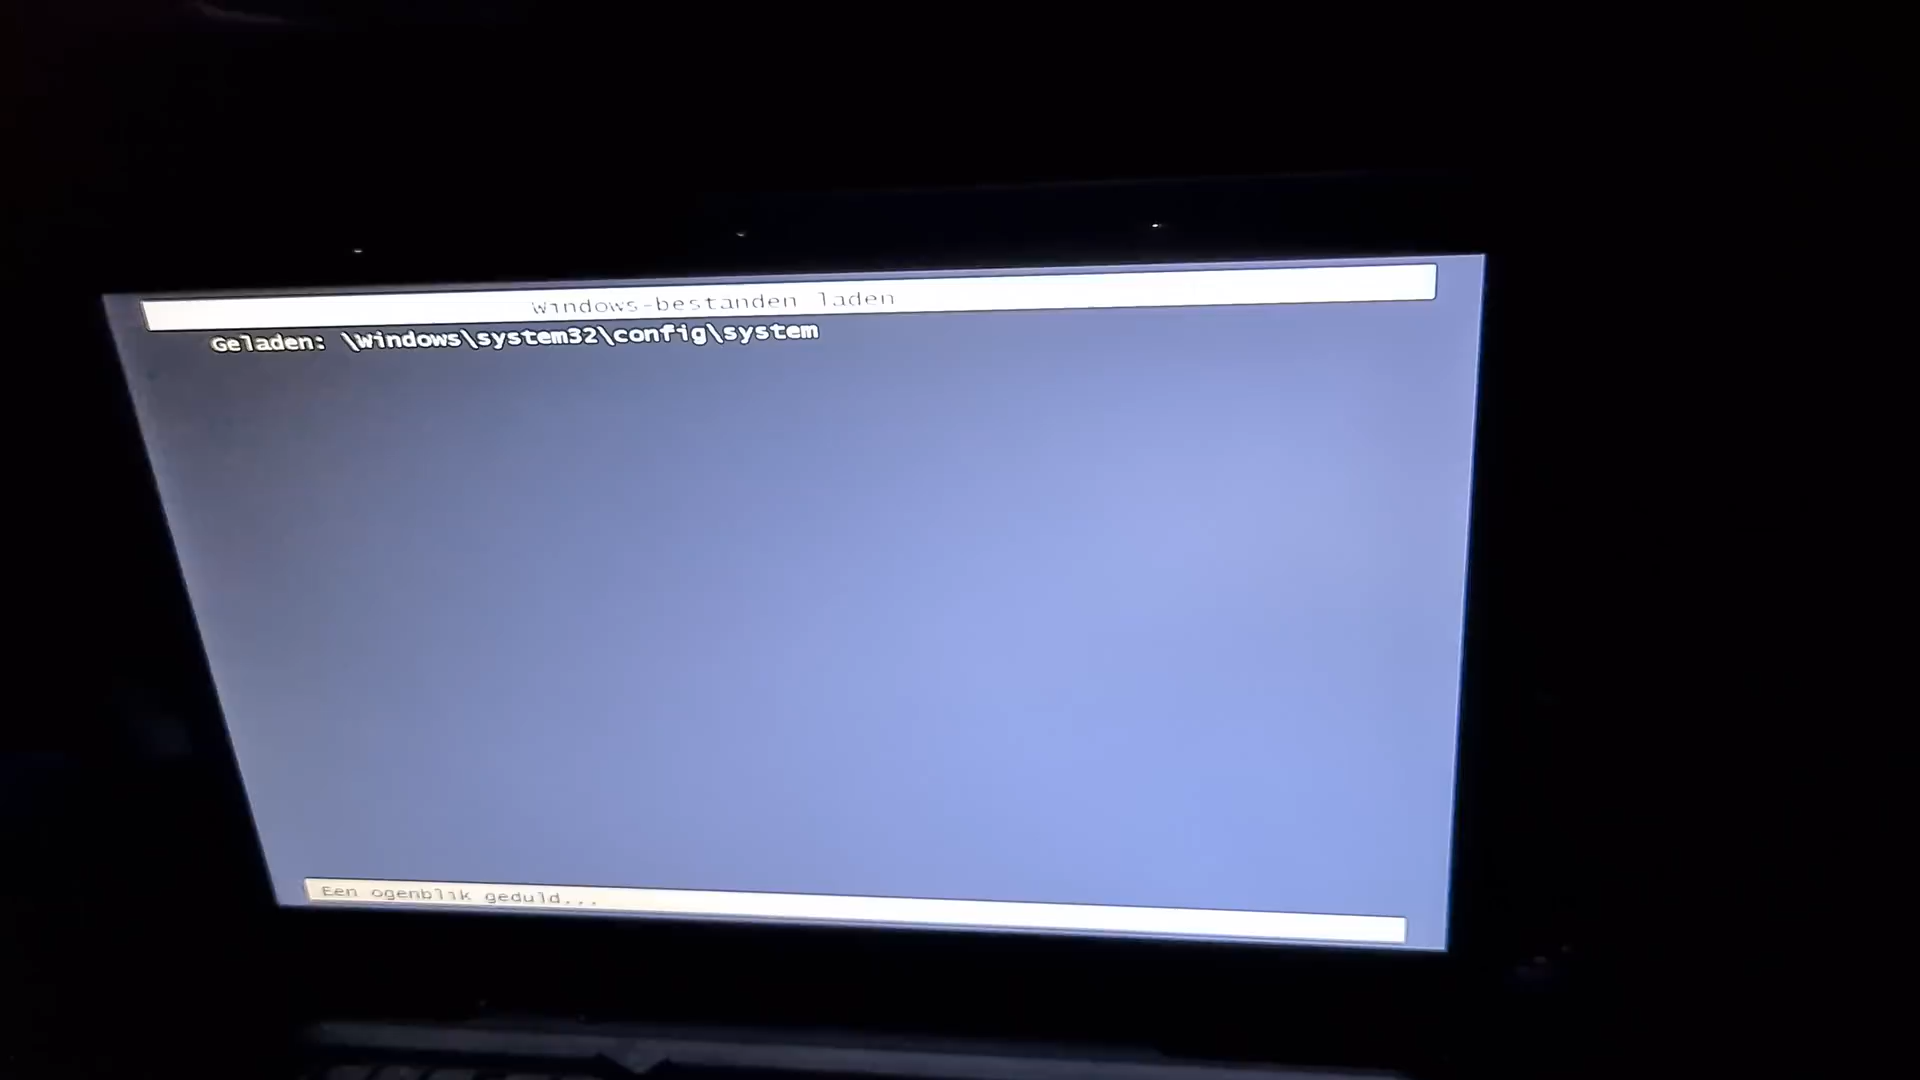 Windows-bestanden laden
Geladen: \Windows\system32\config\system
Een ogenblik geduld...